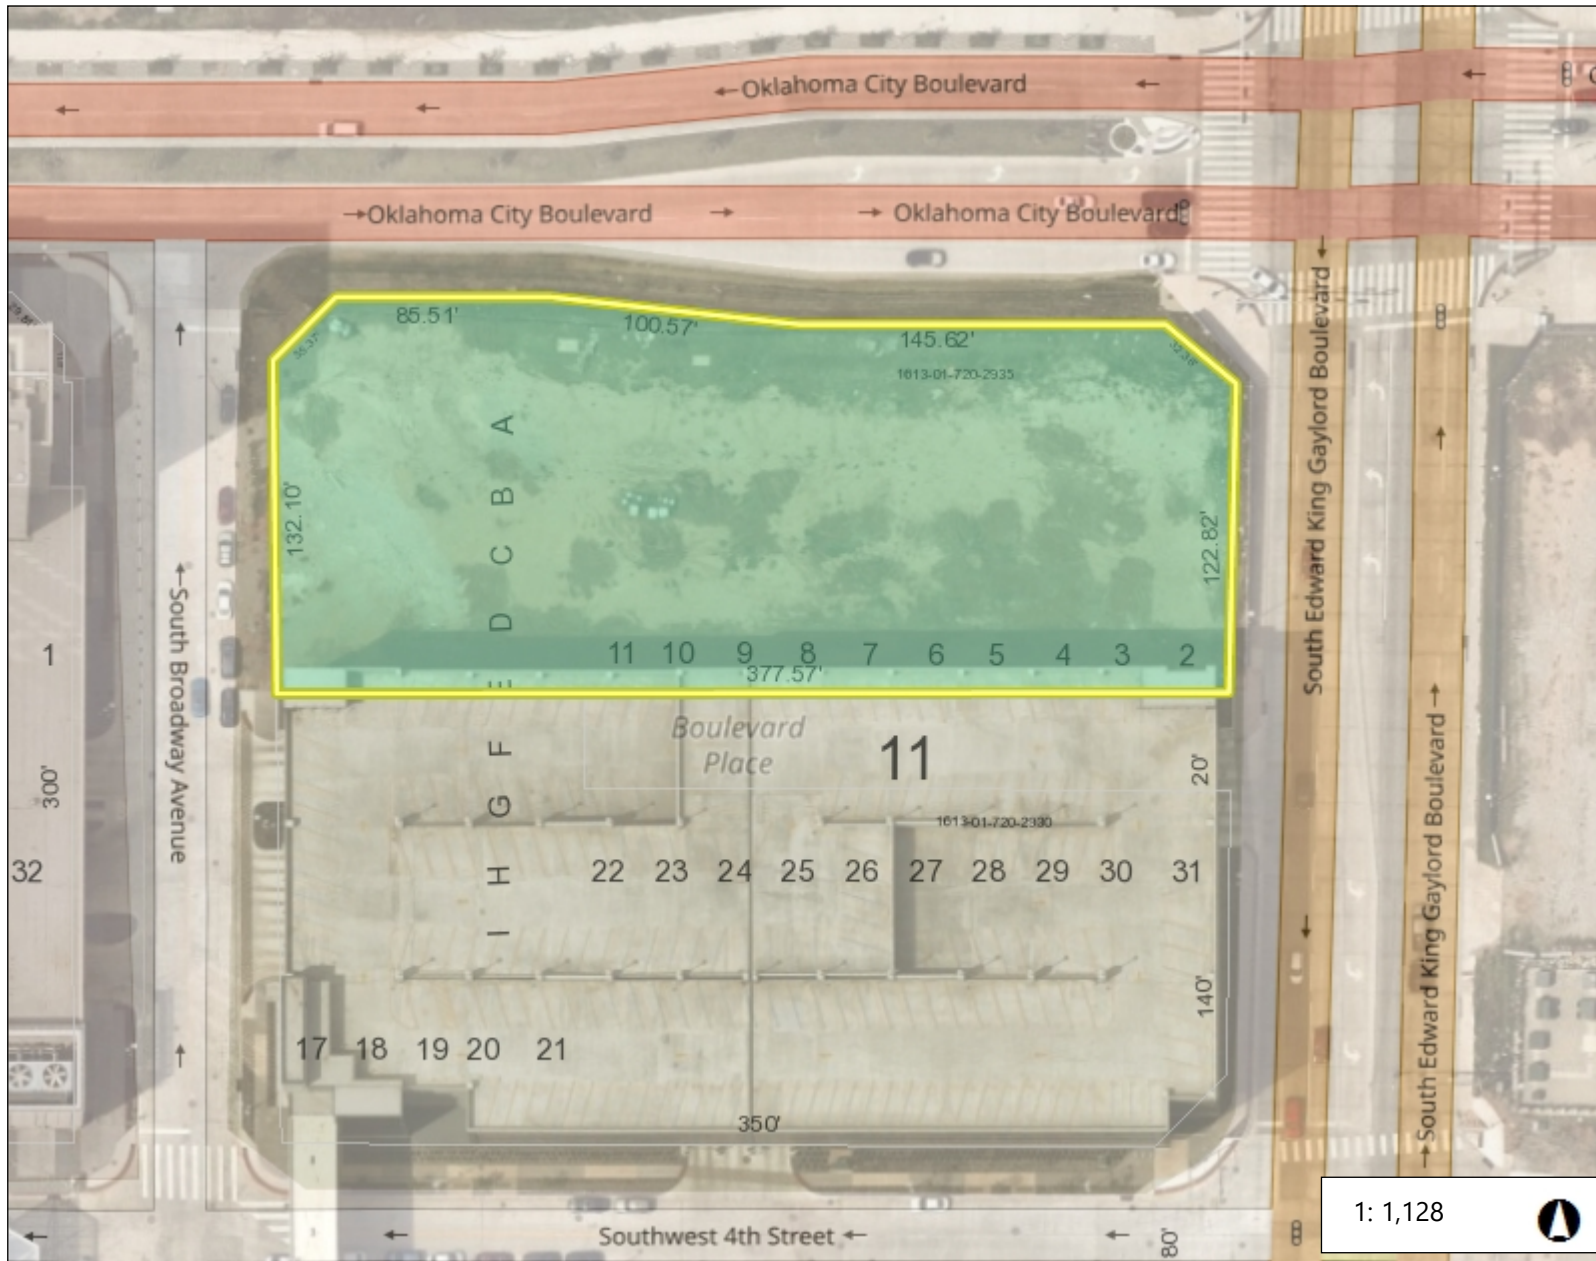 ←Oklahoma City Boulevard
→Oklahoma City Boulevard
Oklahoma City Boulevard
85.51'
100.57'
145.62'
1613-01-720-2935
A
B
C
D
E
F
G
H
I
132.10'
122.82'
11 10 9 8 7 6 5 4 3 2
377.57'
Boulevard
Place
11
20'
1613-01-720-2930
22 23 24 25 26 27 28 29 30 31
140'
17 18 19 20 21
350'
1
300'
32
←South Broadway Avenue
South Edward King Gaylord Boulevard→
←South Edward King Gaylord Boulevard→
Southwest 4th Street←
80'
1: 1,128